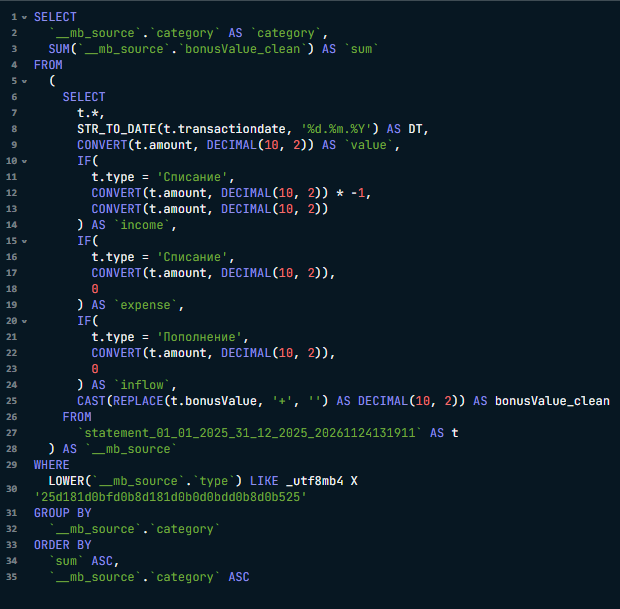 1 SELECT
2 `__mb_source`.`category` AS `category`,
3 SUM(`__mb_source`.`bonusValue_clean`) AS `sum`
4 FROM
5 (
6 SELECT
7 t.*,
8 STR_TO_DATE(t.transactiondate, '%d.%m.%Y') AS DT,
9 CONVERT(t.amount, DECIMAL(10, 2)) AS `value`,
10 IF(
11 t.type = 'Списание',
12 CONVERT(t.amount, DECIMAL(10, 2)) * -1,
13 CONVERT(t.amount, DECIMAL(10, 2))
14 ) AS `income`,
15 IF(
16 t.type = 'Списание',
17 CONVERT(t.amount, DECIMAL(10, 2)),
18 0
19 ) AS `expense`,
20 IF(
21 t.type = 'Пополнение',
22 CONVERT(t.amount, DECIMAL(10, 2)),
23 0
24 ) AS `inflow`,
25 CAST(REPLACE(t.bonusValue, '+', '') AS DECIMAL(10, 2)) AS bonusValue_clean
26 FROM
27 `statement_01_01_2025_31_12_2025_20261124131911` AS t
28 ) AS `__mb_source`
29 WHERE
30 LOWER(`__mb_source`.`type`) LIKE _utf8mb4 X
'25d181d0bfd0b8d181d0b0d0bdd0b8d0b525'
31 GROUP BY
32 `__mb_source`.`category`
33 ORDER BY
34 `sum` ASC,
35 `__mb_source`.`category` ASC